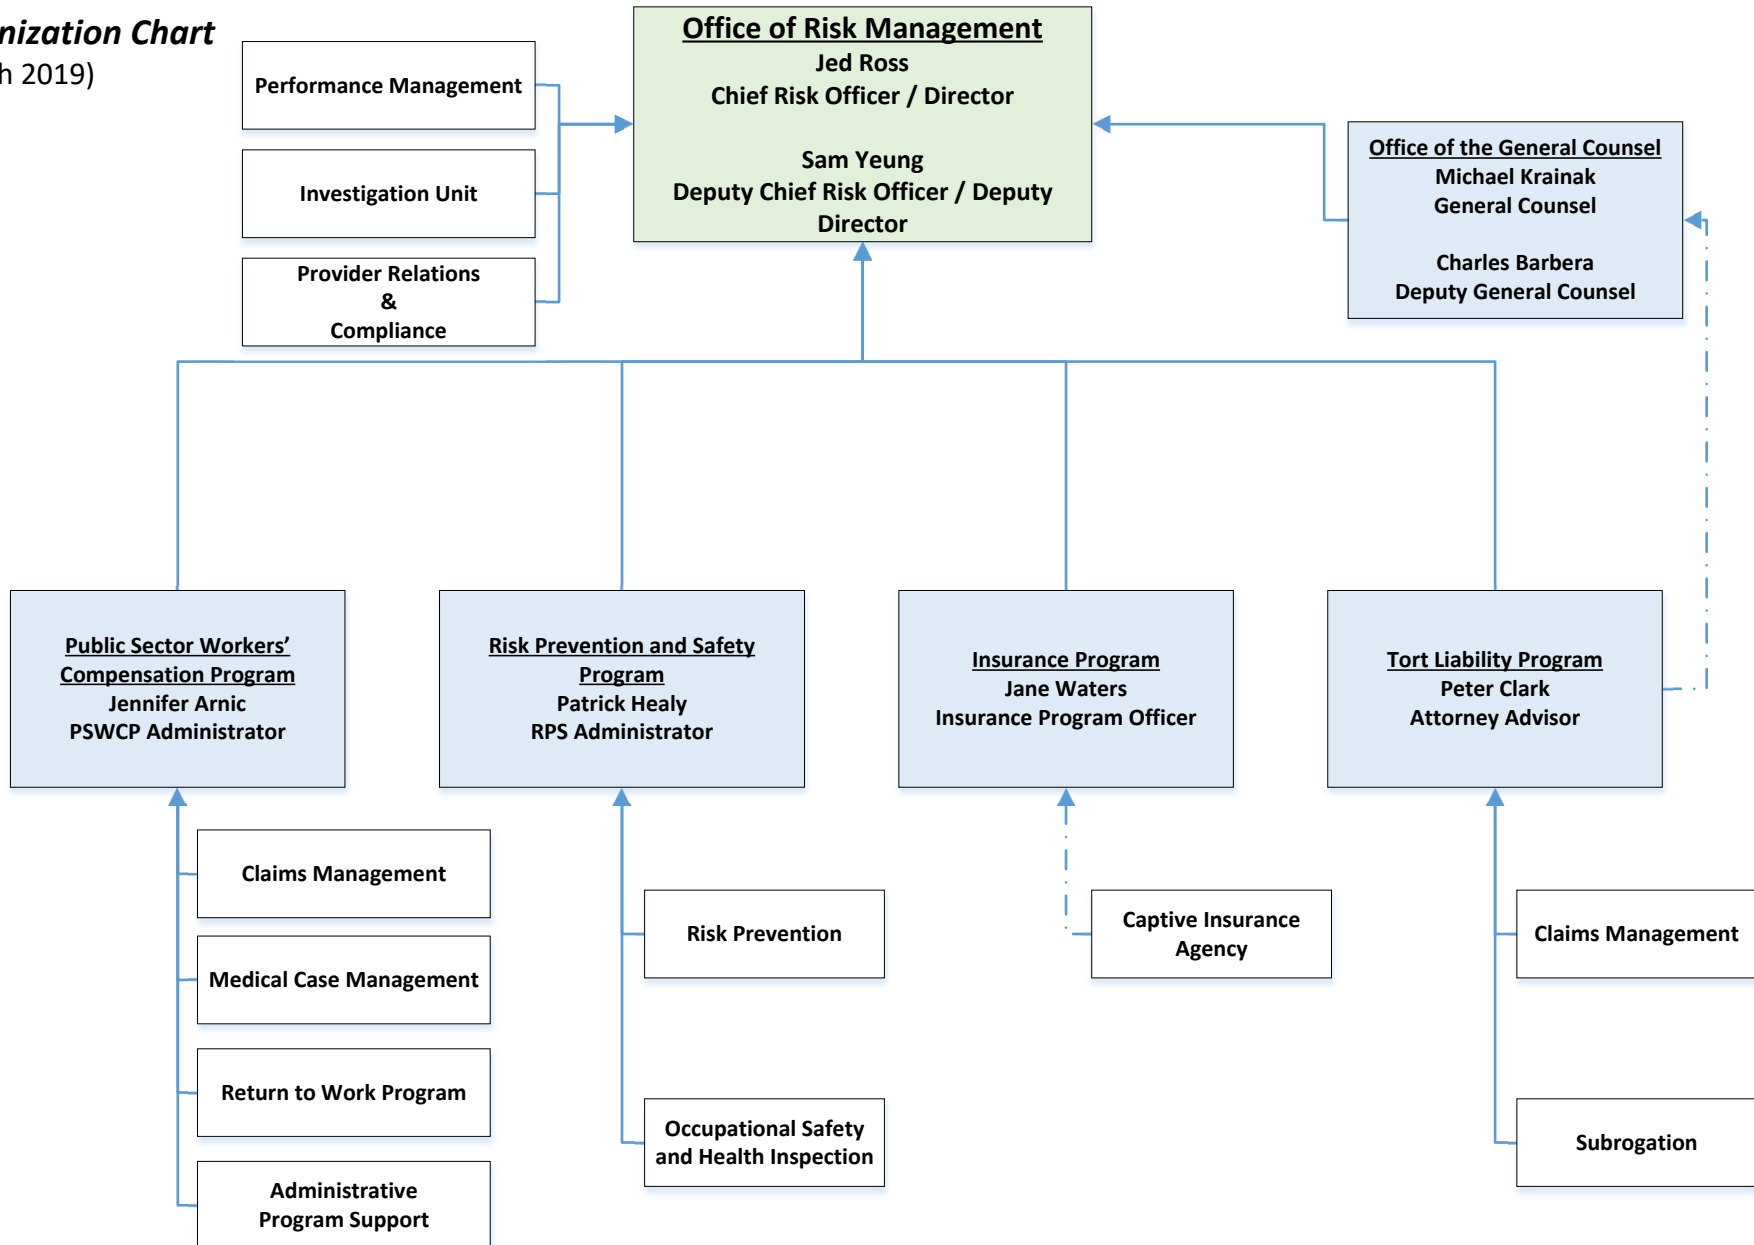 nization Chart
h 2019)
Office of Risk Management
Jed Ross
Chief Risk Officer / Director
Sam Yeung
Deputy Chief Risk Officer / Deputy
Director
Performance Management
Investigation Unit
Provider Relations
&
Compliance
Office of the General Counsel
Michael Krainak
General Counsel
Charles Barbera
Deputy General Counsel
Public Sector Workers’
Compensation Program
Jennifer Arnic
PSWCP Administrator
Risk Prevention and Safety
Program
Patrick Healy
RPS Administrator
Insurance Program
Jane Waters
Insurance Program Officer
Tort Liability Program
Peter Clark
Attorney Advisor
Claims Management
Medical Case Management
Return to Work Program
Administrative
Program Support
Risk Prevention
Occupational Safety
and Health Inspection
Captive Insurance
Agency
Claims Management
Subrogation